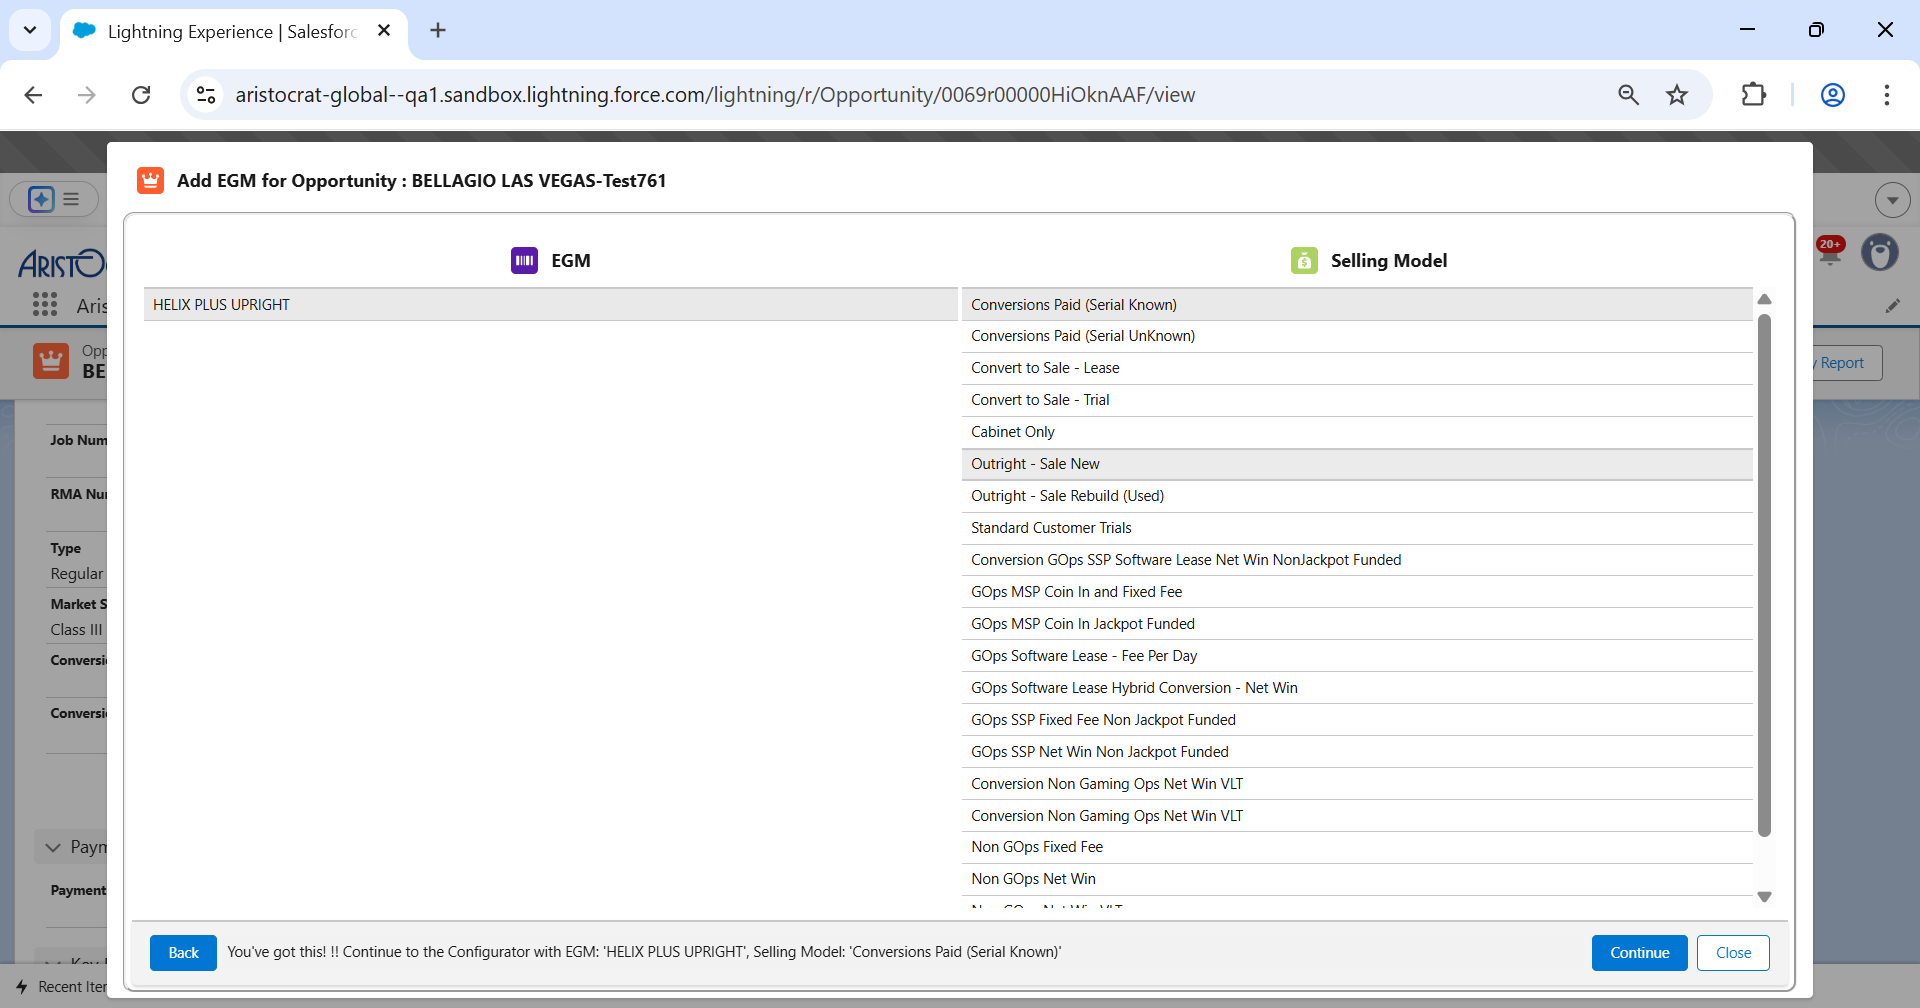 Lightning Experience | Salesforc
aristocrat-global--qa1.sandbox.lightning.force.com/lightning/r/Opportunity/0069r00000HiOknAAF/view
Add EGM for Opportunity : BELLAGIO LAS VEGAS-Test761
EGM
Selling Model
HELIX PLUS UPRIGHT
Conversions Paid (Serial Known)
Conversions Paid (Serial UnKnown)
Convert to Sale - Lease
Convert to Sale - Trial
Cabinet Only
Outright - Sale New
Outright - Sale Rebuild (Used)
Standard Customer Trials
Conversion GOps SSP Software Lease Net Win NonJackpot Funded
GOps MSP Coin In and Fixed Fee
GOps MSP Coin In Jackpot Funded
GOps Software Lease - Fee Per Day
GOps Software Lease Hybrid Conversion - Net Win
GOps SSP Fixed Fee Non Jackpot Funded
GOps SSP Net Win Non Jackpot Funded
Conversion Non Gaming Ops Net Win VLT
Conversion Non Gaming Ops Net Win VLT
Non GOps Fixed Fee
Non GOps Net Win
Back
You've got this! !! Continue to the Configurator with EGM: 'HELIX PLUS UPRIGHT', Selling Model: 'Conversions Paid (Serial Known)'
Continue
Close
ARISTO
Aris
20+
Opp
BE
y Report
Job Num
RMA Nu
Type
Regular
Market S
Class III
Conversi
Conversi
Paym
Payment
Recent Iter